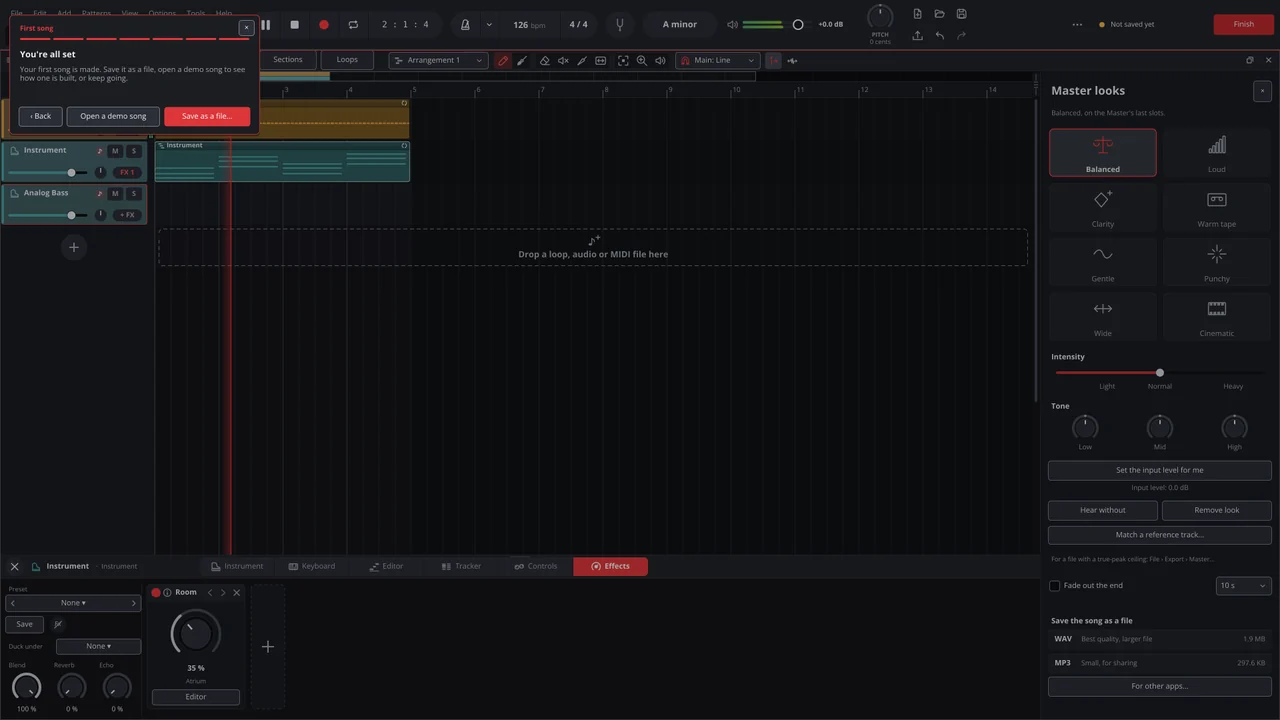 File Edit Add Patterns View Options Tools Help
2 : 1 : 4
126 bpm
4 / 4
A minor
+0.0 dB
PITCH
0 cents
Not saved yet
Finish
First song
You're all set
Your first song is made. Save it as a file, open a demo song to see
how one is built, or keep going.
‹ Back
Open a demo song
Save as a file...
Sections
Loops
Arrangement 1
Main: Line
3 4 5 6 7 8 9 10 11 12 13 14
Instrument
M S
FX 1
Instrument
Analog Bass
M S
+ FX
Drop a loop, audio or MIDI file here
Master looks
Balanced, on the Master's last slots.
Balanced
Loud
Clarity
Warm tape
Gentle
Punchy
Wide
Cinematic
Intensity
Light Normal Heavy
Tone
Low Mid High
Set the input level for me
Input level: 0.0 dB
Hear without
Remove look
Match a reference track...
For a file with a true-peak ceiling: File › Export › Master...
Fade out the end
10 s
Save the song as a file
WAV Best quality, larger file 1.9 MB
MP3 Small, for sharing 297.6 KB
For other apps...
Instrument · Instrument
Instrument
Keyboard
Editor
Tracker
Controls
Effects
Preset
None ▾
Save
Duck under
None ▾
Blend Reverb Echo
100 % 0 % 0 %
Room
35 %
Atrium
Editor